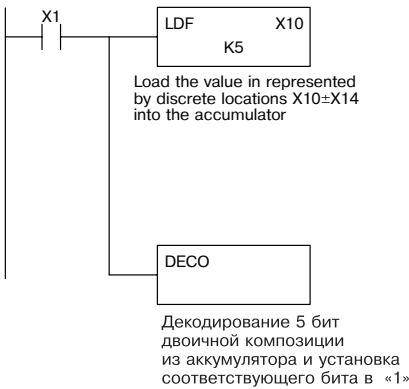 X1
LDF X10
K5
Load the value in represented
by discrete locations X10±X14
into the accumulator
DECO
Декодирование 5 бит
двоичной композиции
из аккумулятора и установка
соответствующего бита в «1»